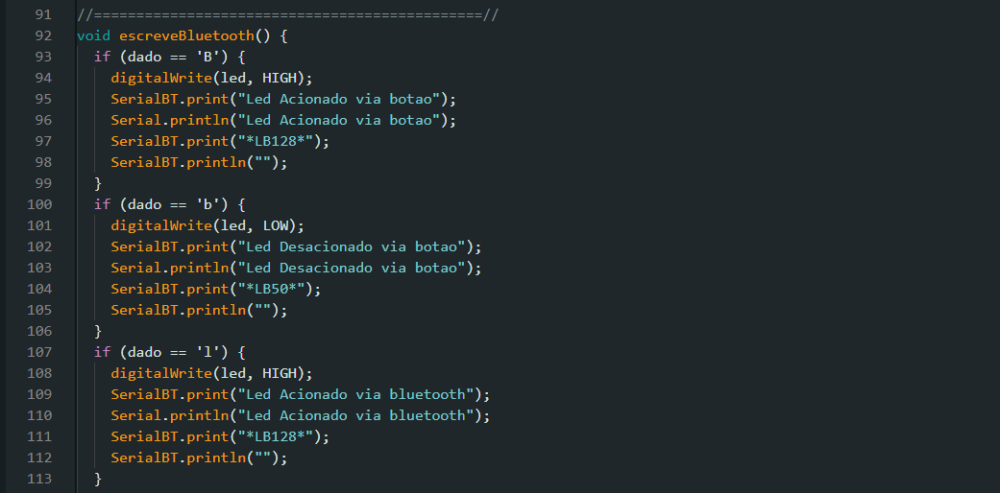 91 //==============================================//
92 void escreveBluetooth() {
93 if (dado == 'B') {
94 digitalWrite(led, HIGH);
95 SerialBT.print("Led Acionado via botao");
96 Serial.println("Led Acionado via botao");
97 SerialBT.print("*LB128*");
98 SerialBT.println("");
99 }
100 if (dado == 'b') {
101 digitalWrite(led, LOW);
102 SerialBT.print("Led Desacionado via botao");
103 Serial.println("Led Desacionado via botao");
104 SerialBT.print("*LB50*");
105 SerialBT.println("");
106 }
107 if (dado == 'l') {
108 digitalWrite(led, HIGH);
109 SerialBT.print("Led Acionado via bluetooth");
110 Serial.println("Led Acionado via bluetooth");
111 SerialBT.print("*LB128*");
112 SerialBT.println("");
113 }